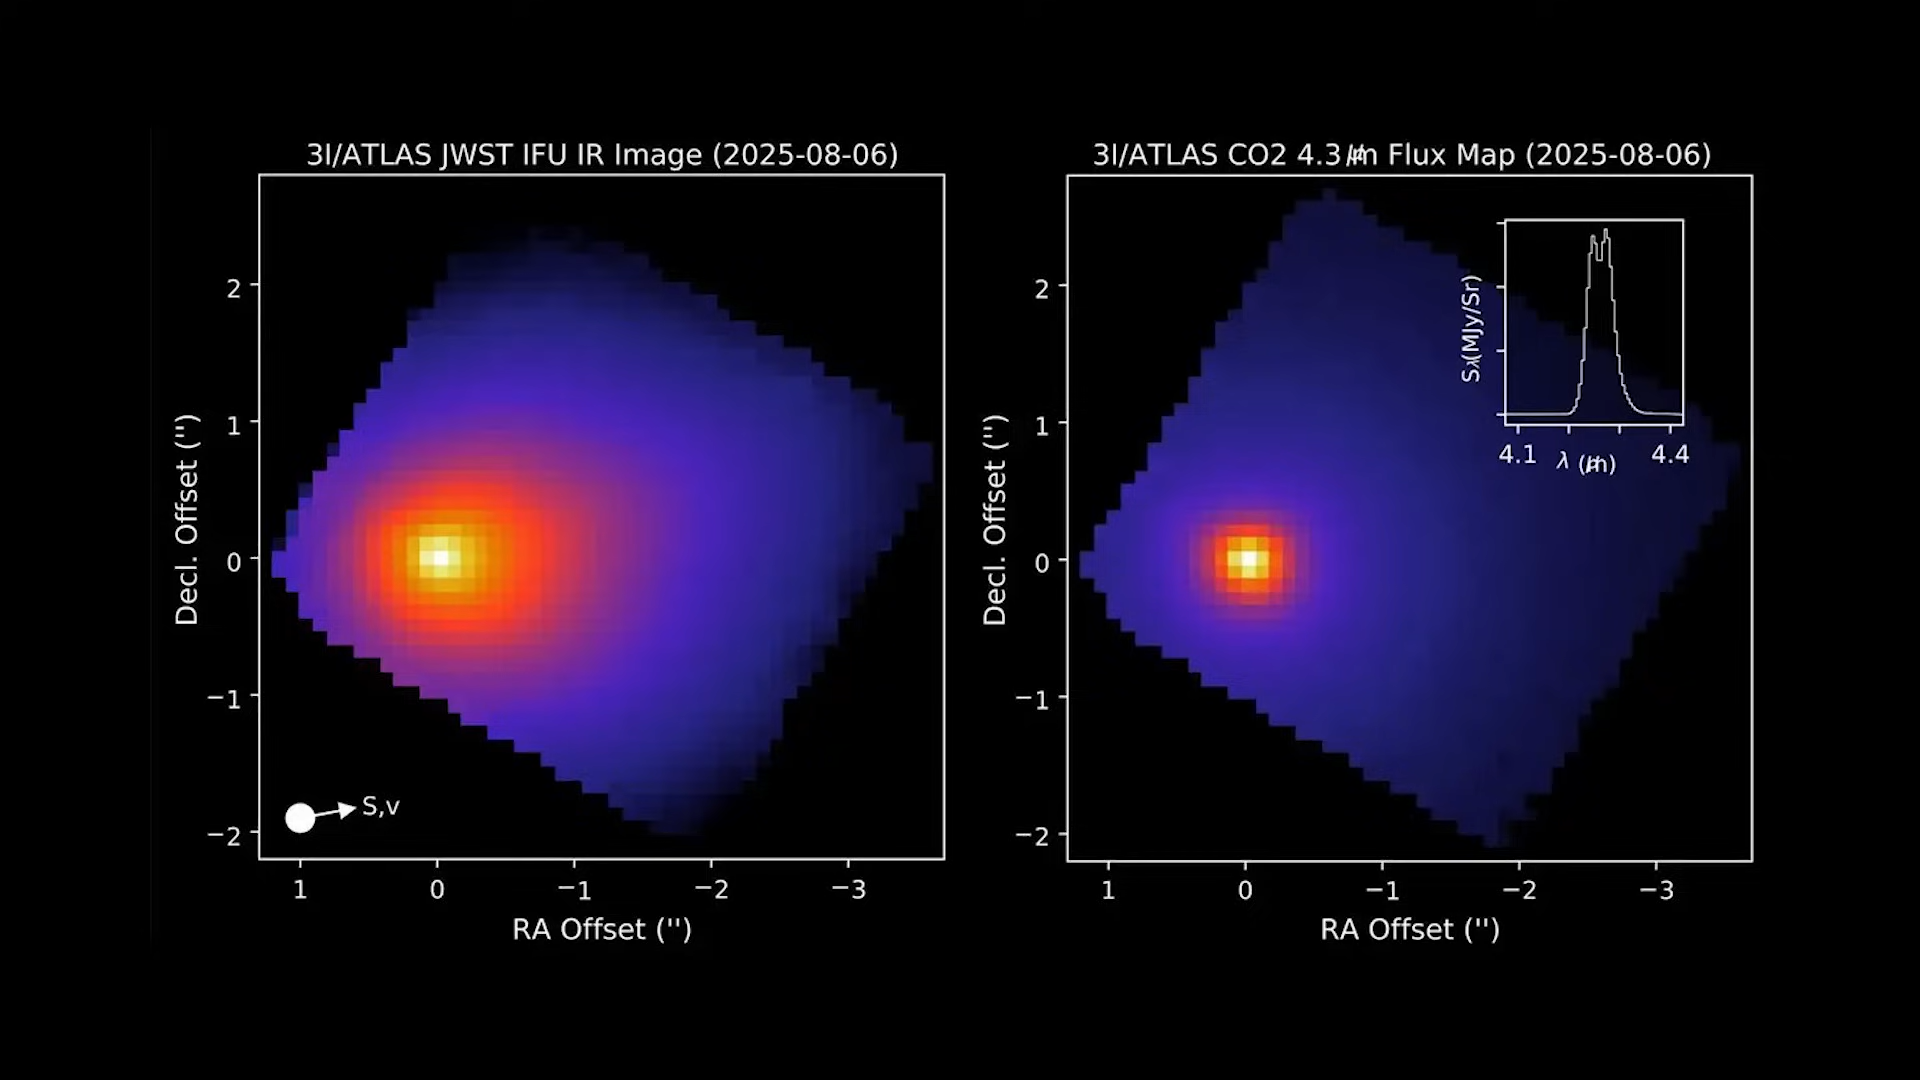 3I/ATLAS JWST IFU IR Image (2025-08-06)
Decl. Offset ('')
2
1
0
−1
−2
S,v
1
0
−1
−2
−3
RA Offset ('')
3I/ATLAS CO2 4.3 μm Flux Map (2025-08-06)
Decl. Offset ('')
2
1
0
−1
−2
Sλ(MJy/Sr)
4.1
4.4
λ (μm)
1
0
−1
−2
−3
RA Offset ('')